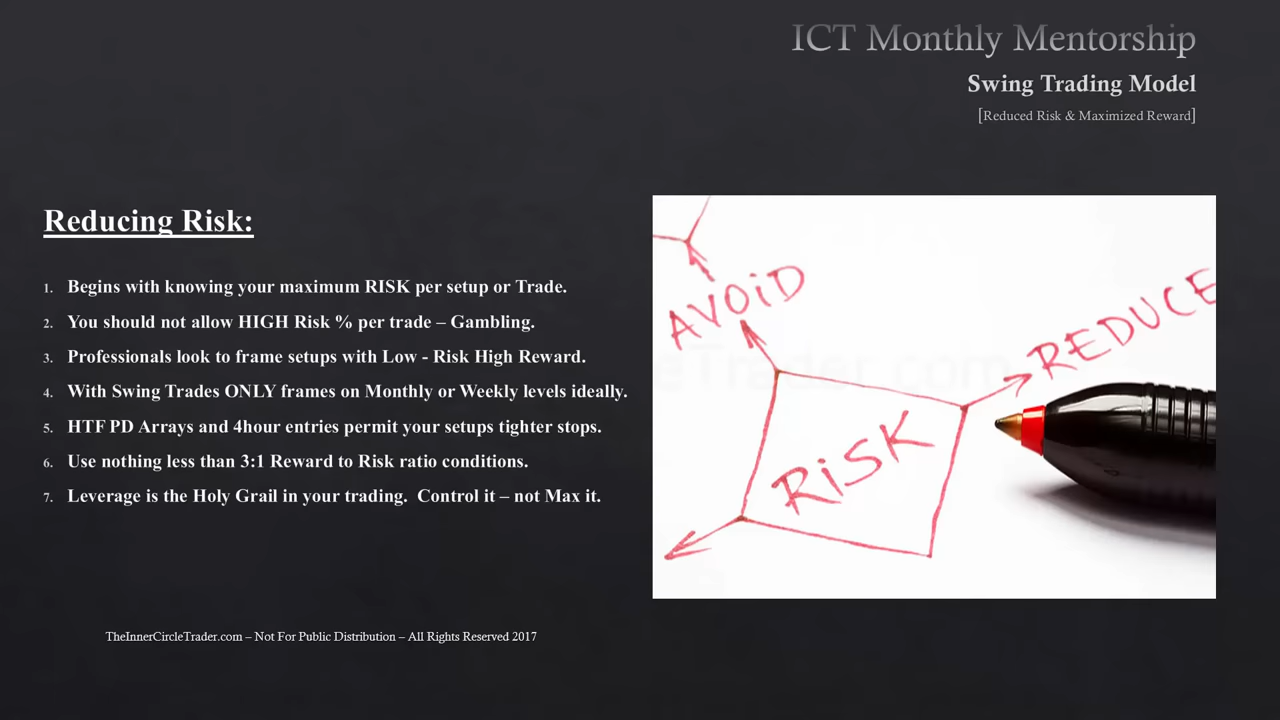 ICT Monthly Mentorship
Swing Trading Model
[Reduced Risk & Maximized Reward]
Reducing Risk:
1. Begins with knowing your maximum RISK per setup or Trade.
2. You should not allow HIGH Risk % per trade – Gambling.
3. Professionals look to frame setups with Low - Risk High Reward.
4. With Swing Trades ONLY frames on Monthly or Weekly levels ideally.
5. HTF PD Arrays and 4hour entries permit your setups tighter stops.
6. Use nothing less than 3:1 Reward to Risk ratio conditions.
7. Leverage is the Holy Grail in your trading.  Control it – not Max it.
AVOiD
REDUCE
RiSK
TheInnerCircleTrader.com – Not For Public Distribution – All Rights Reserved 2017